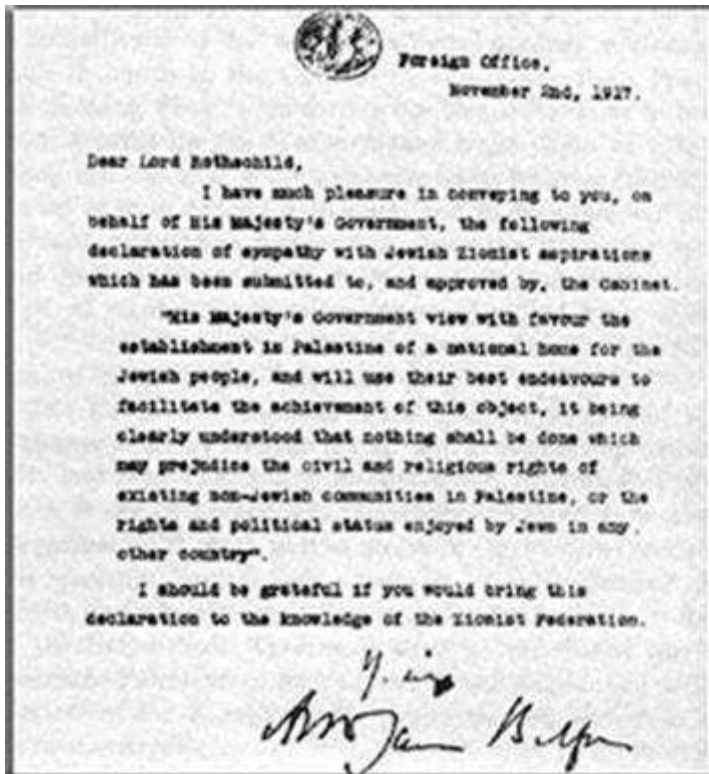 Foreign Office,
November 2nd, 1917.
Dear Lord Rothschild,
I have much pleasure in conveying to you, on
behalf of His Majesty's Government, the following
declaration of sympathy with Jewish Zionist aspirations
which has been submitted to, and approved by, the Cabinet.
"His Majesty's Government view with favour the
establishment in Palestine of a national home for the
Jewish people, and will use their best endeavours to
facilitate the achievement of this object, it being
clearly understood that nothing shall be done which
may prejudice the civil and religious rights of
existing non-Jewish communities in Palestine, or the
rights and political status enjoyed by Jews in any
other country".
I should be grateful if you would bring this
declaration to the knowledge of the Zionist Federation.